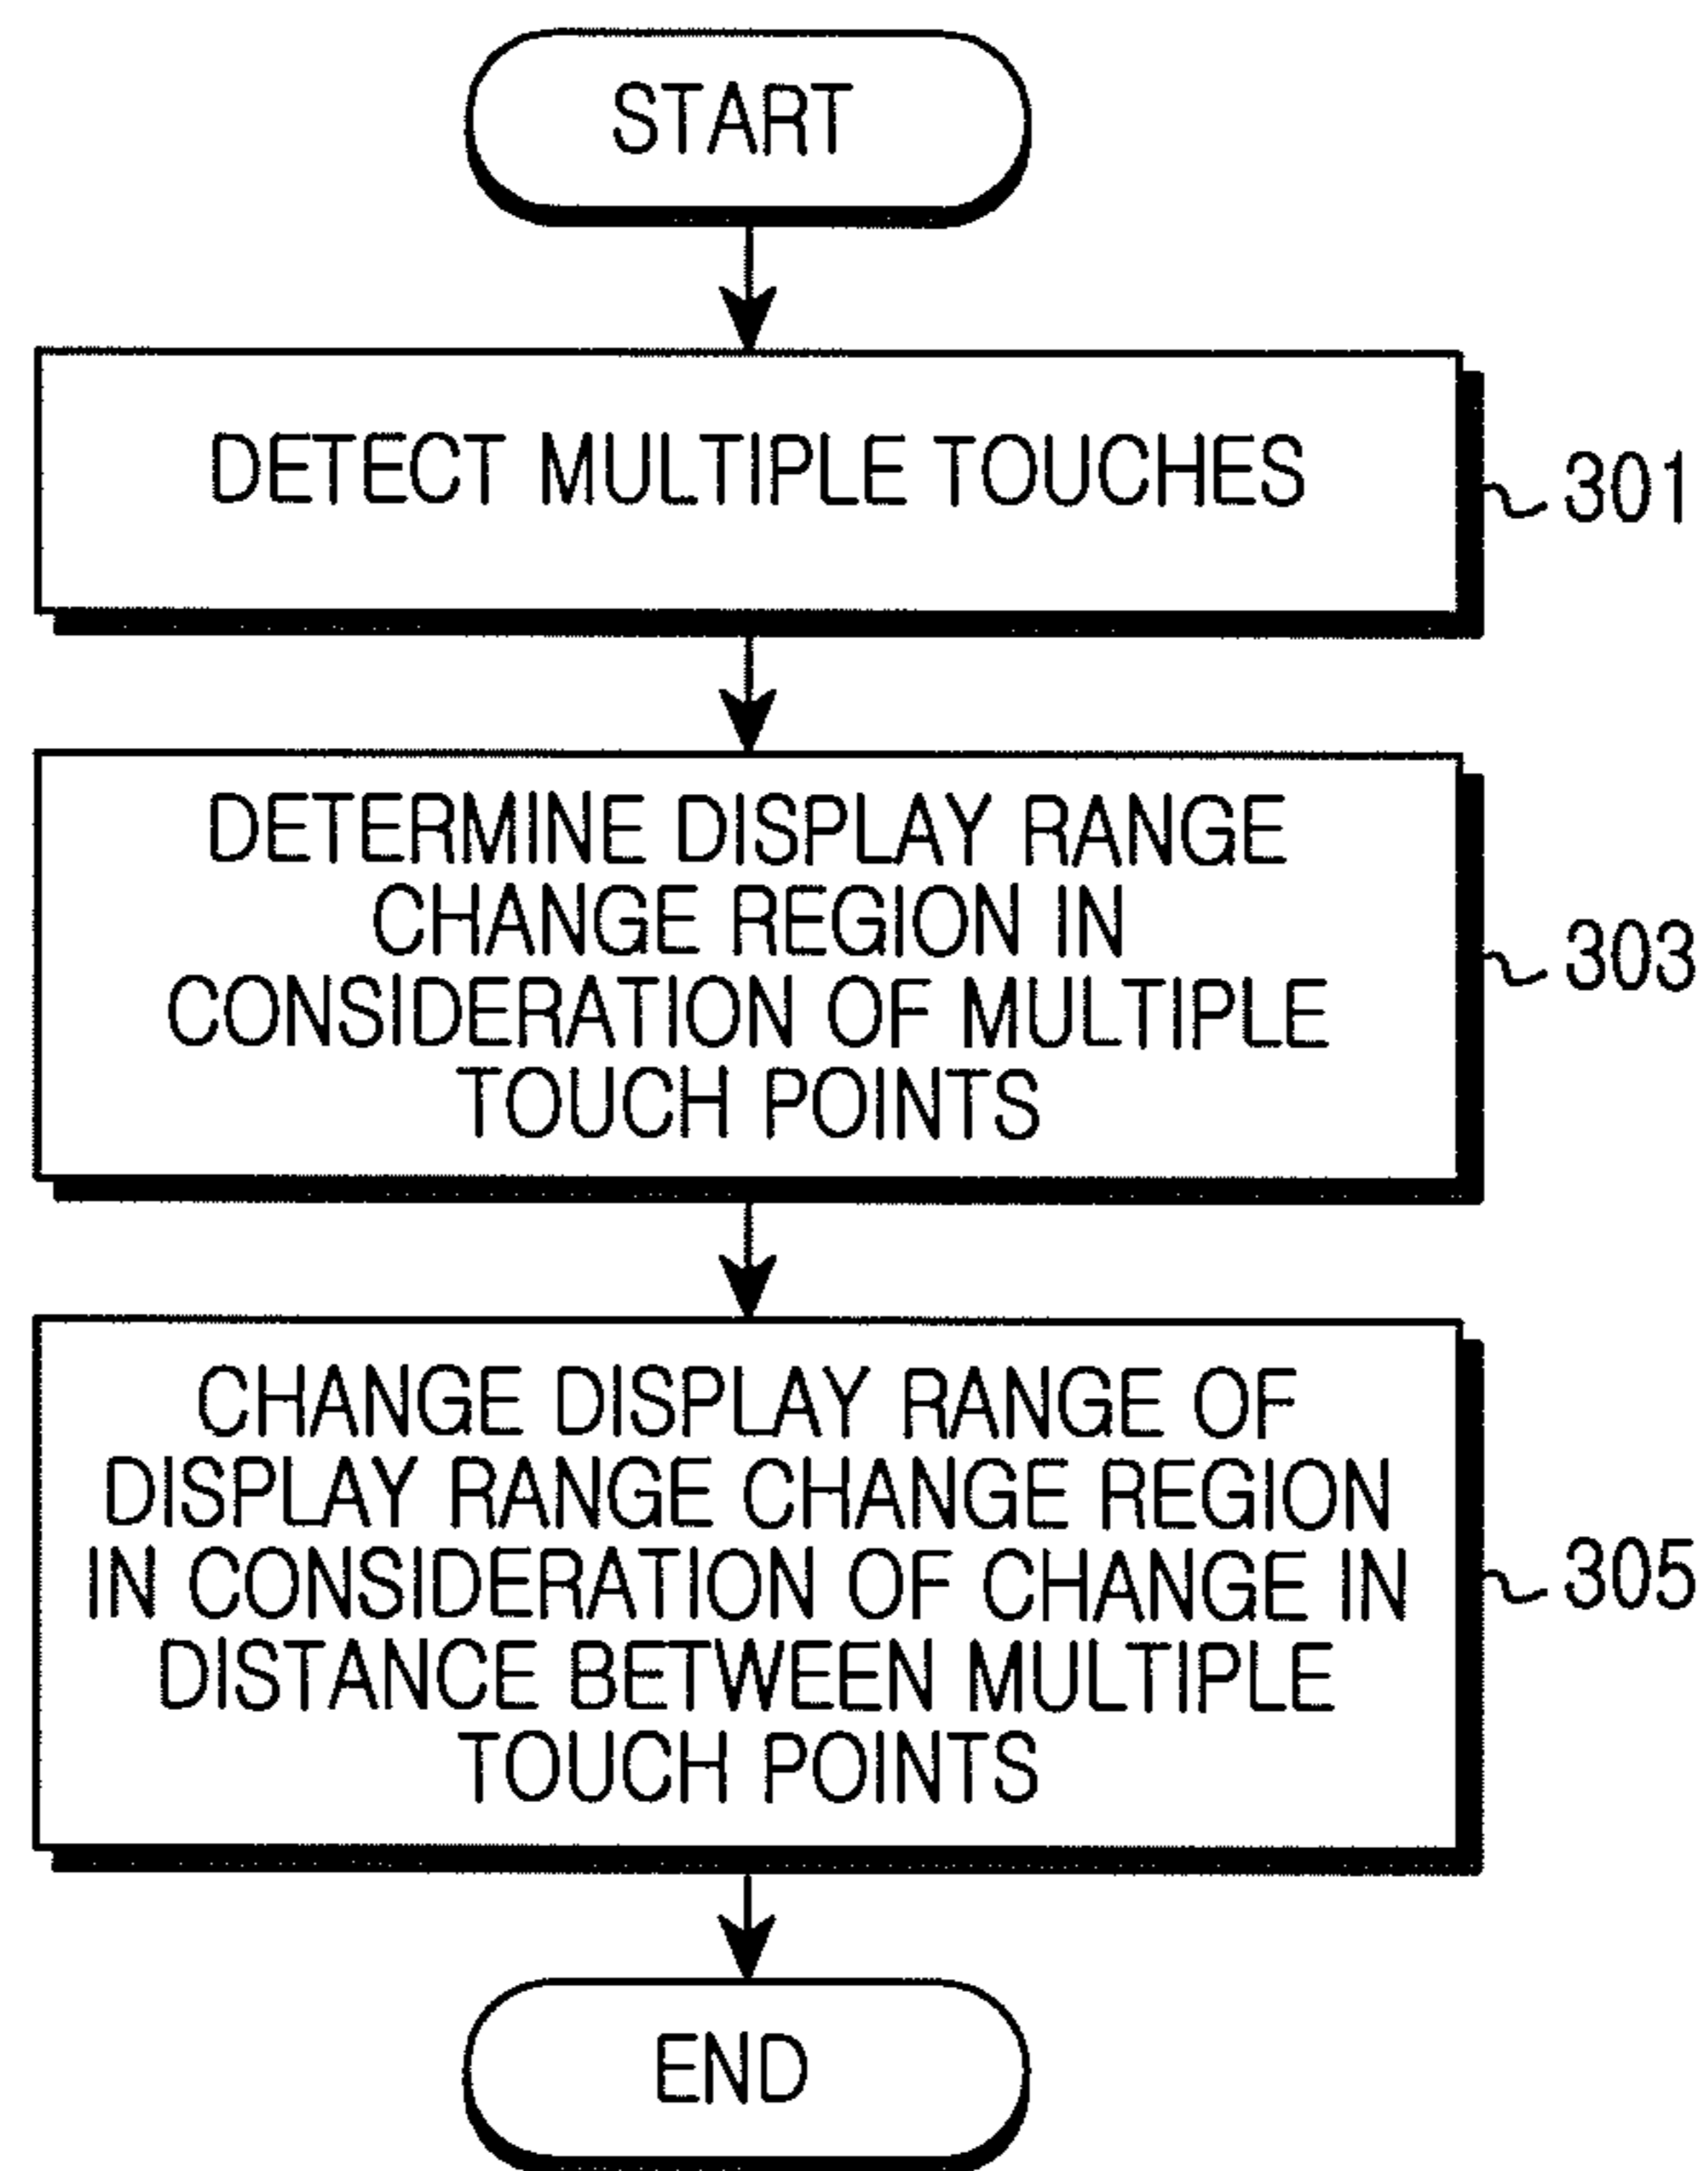 START
DETECT MULTIPLE TOUCHES
301
DETERMINE DISPLAY RANGE
CHANGE REGION IN
CONSIDERATION OF MULTIPLE
TOUCH POINTS
303
CHANGE DISPLAY RANGE OF
DISPLAY RANGE CHANGE REGION
IN CONSIDERATION OF CHANGE IN
DISTANCE BETWEEN MULTIPLE
TOUCH POINTS
305
END